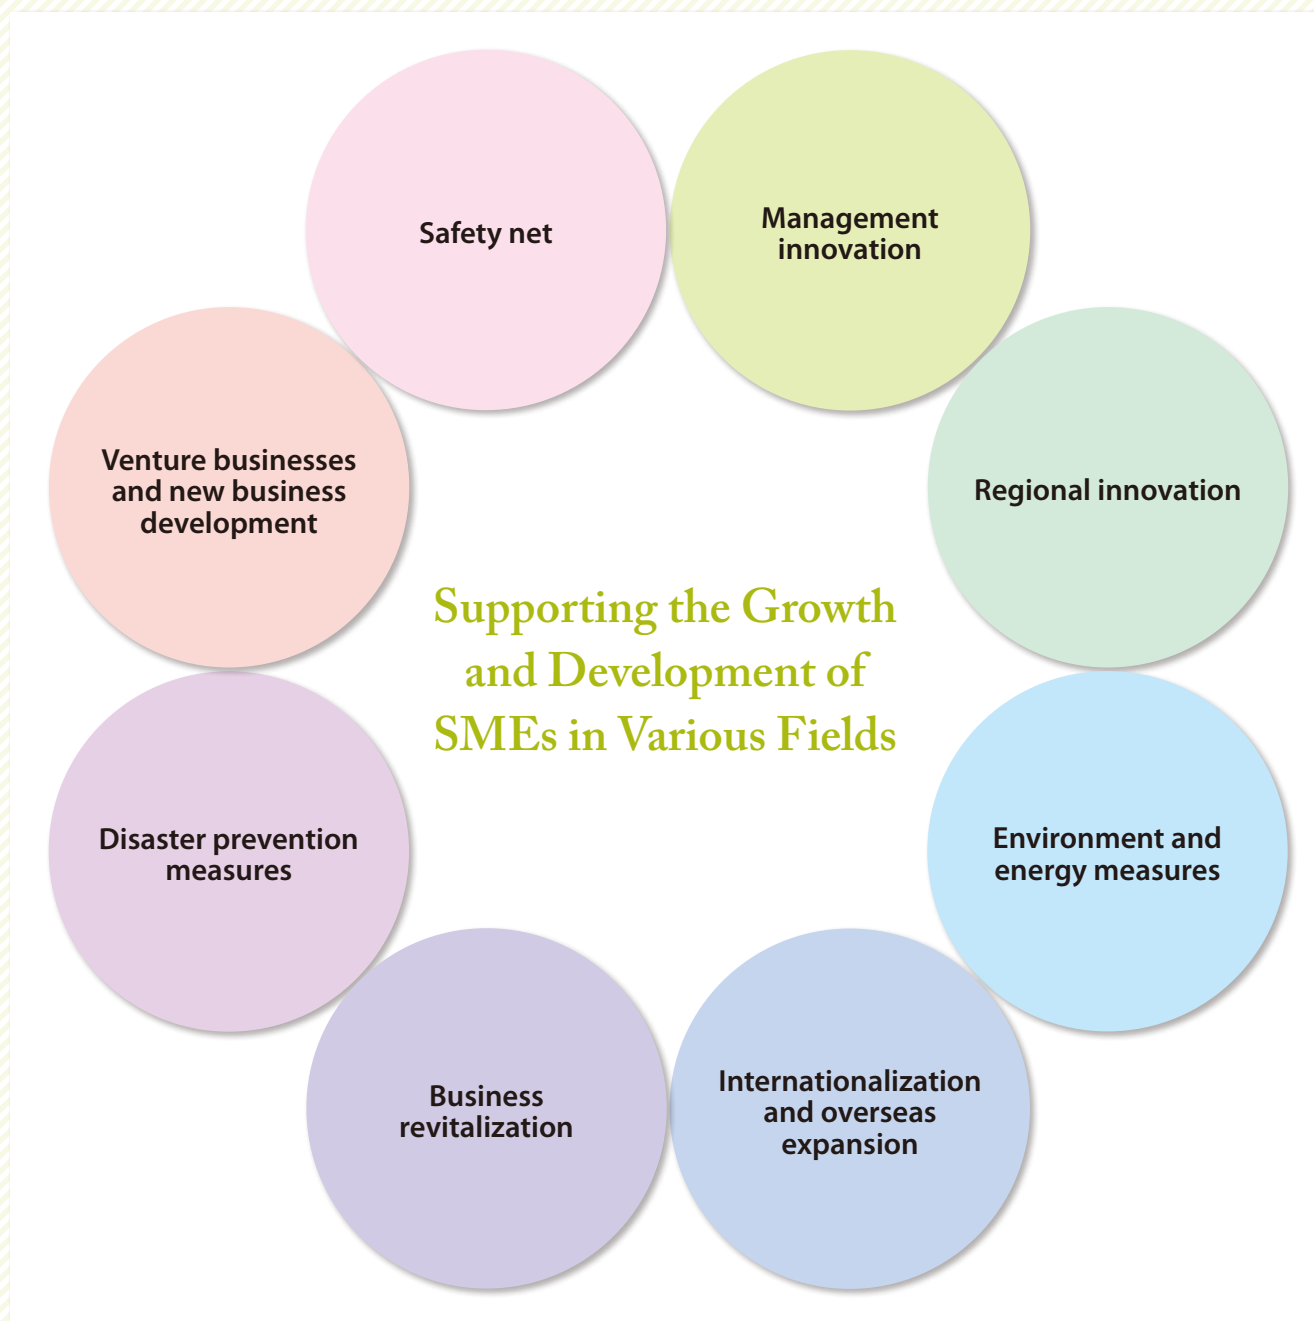 Safety net
Management
innovation
Venture businesses
and new business
development
Regional innovation
Supporting the Growth
and Development of
SMEs in Various Fields
Disaster prevention
measures
Environment and
energy measures
Business
revitalization
Internationalization
and overseas
expansion